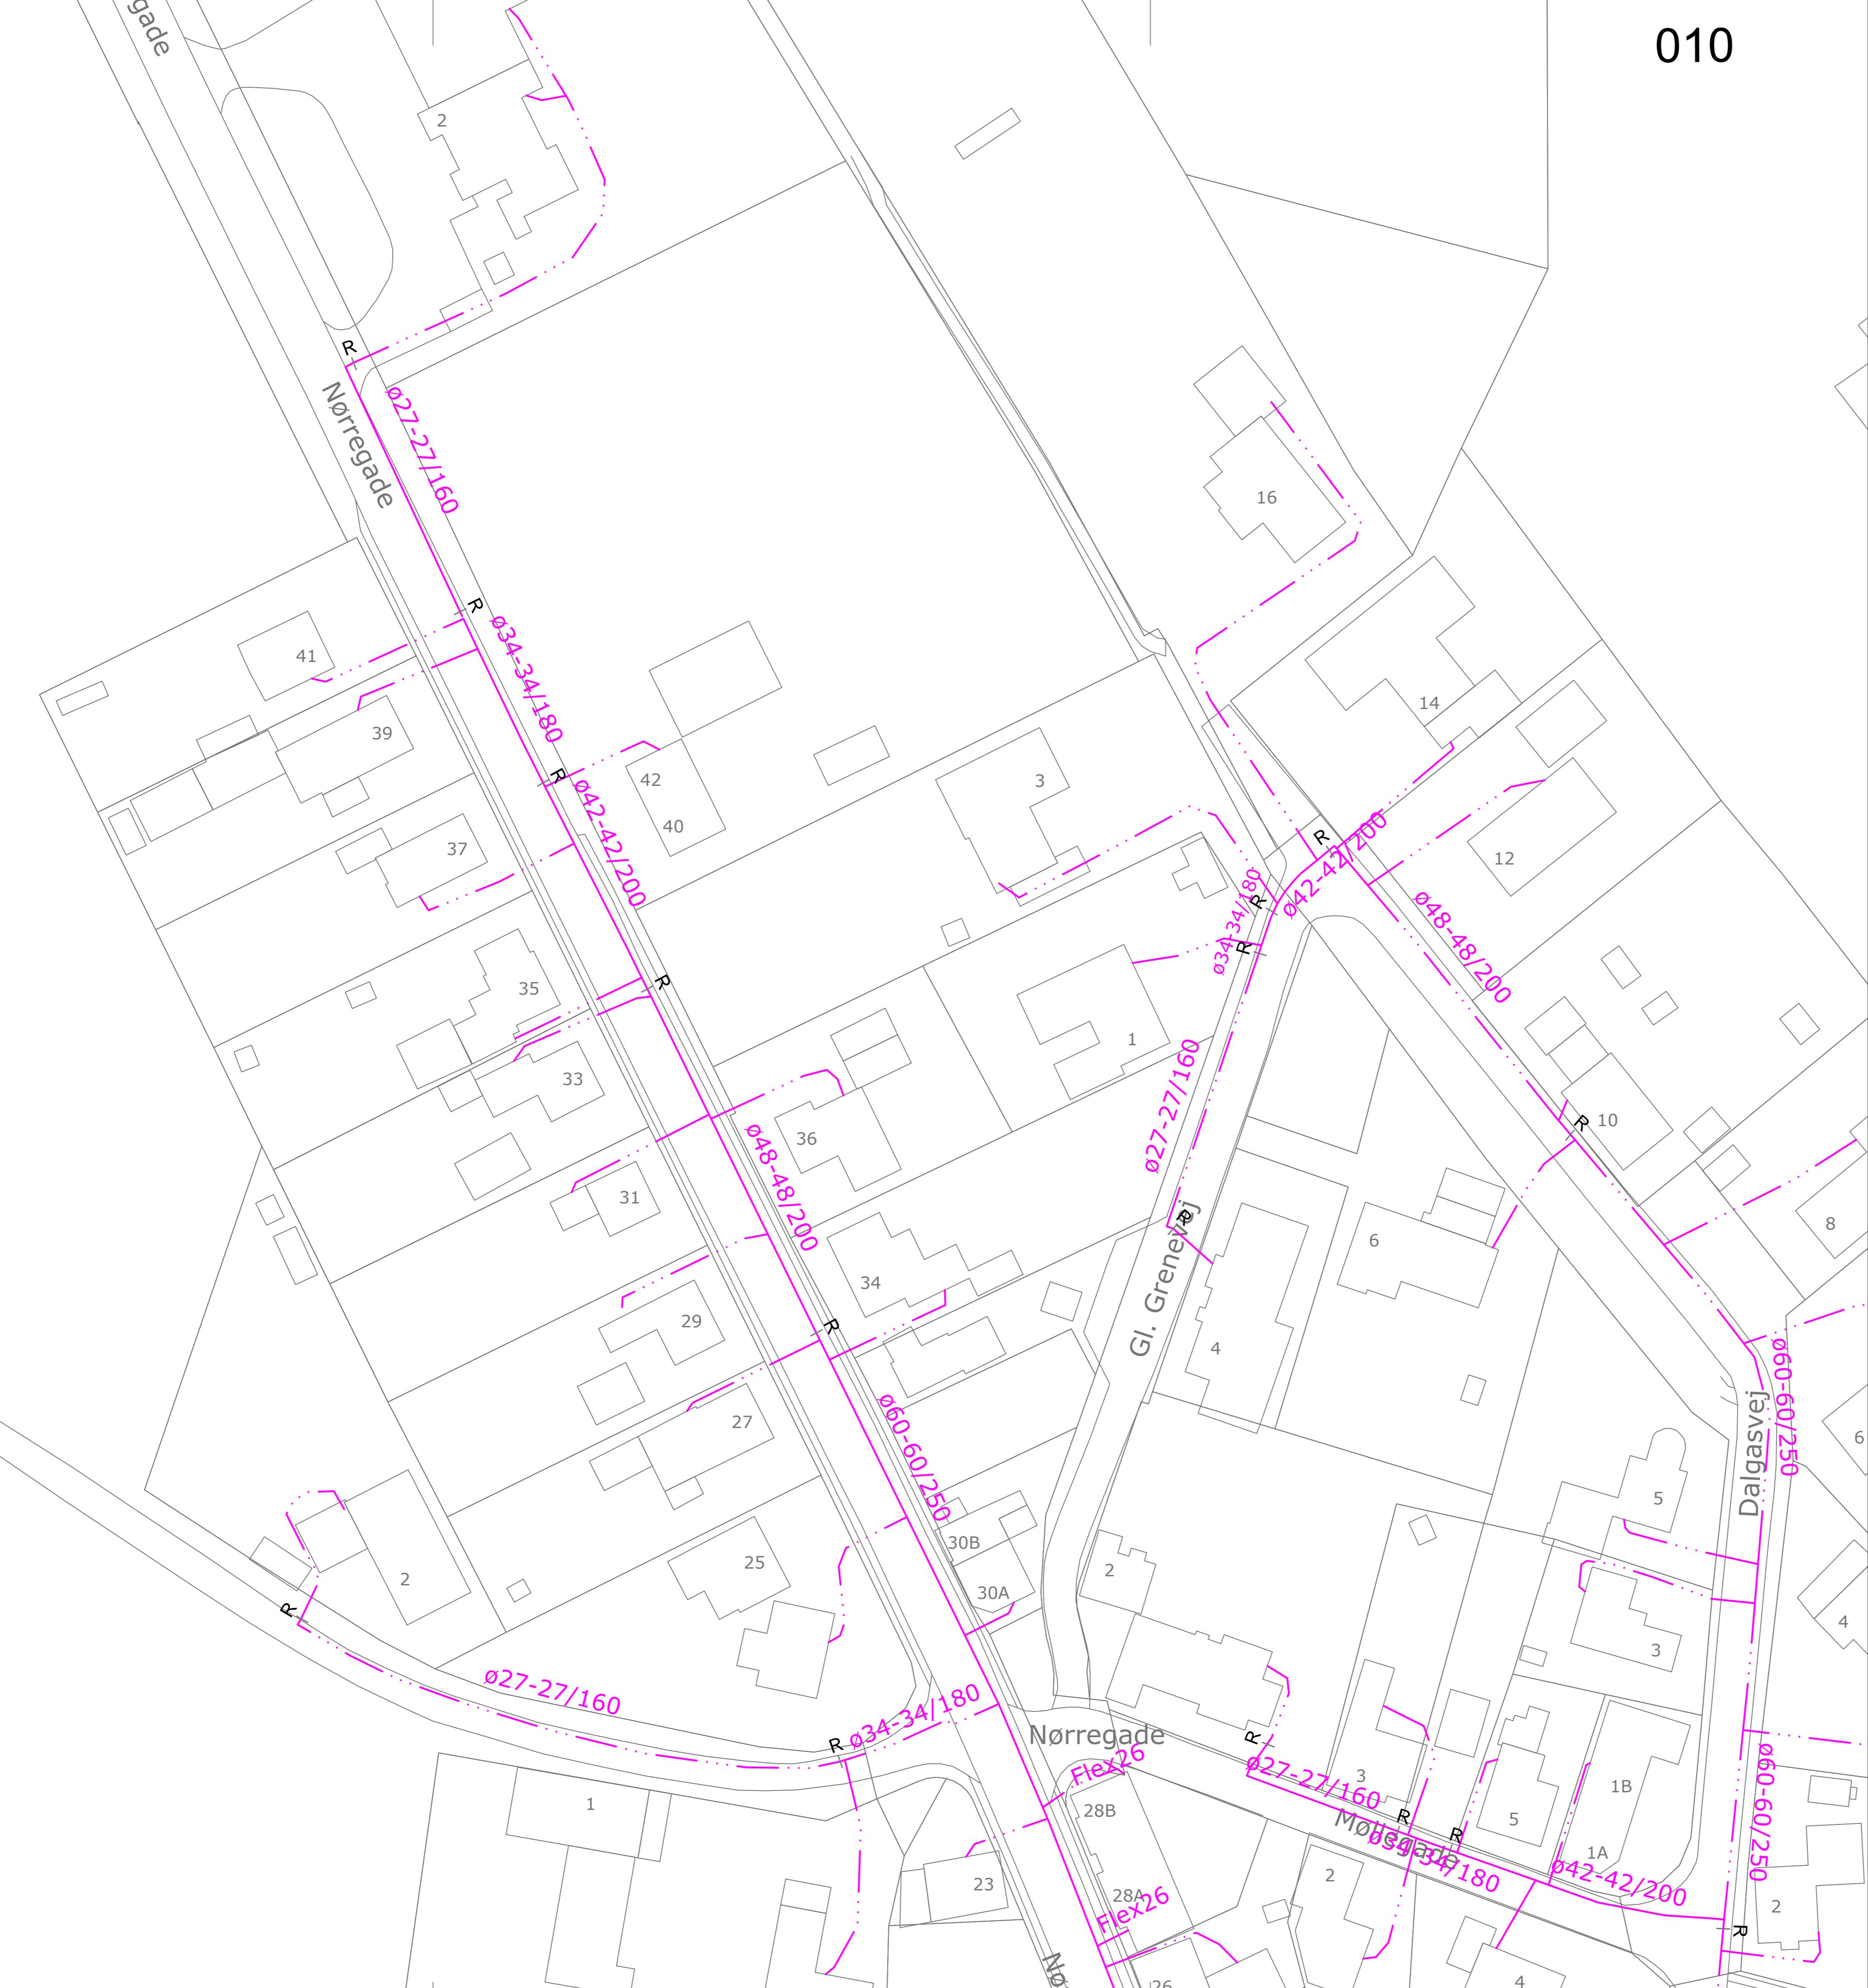 gade
010
2
R
Nørregade
ø27-27/160
16
R
ø34-34/180
41
39
14
R
42
40
3
ø42-42/200
37
R
ø42-42/200
12
ø34-34/180
R
R
ø48-48/200
35
R
33
1
ø27-27/160
36
ø48-48/200
R
10
31
R
8
6
34
Gl. Grenevej
29
R
4
ø60-60/250
27
ø60-60/250
Dalgasvej
6
5
30B
25
2
2
30A
R
4
3
ø27-27/160
ø34-34/180
R
Nørregade
R
Flex26
ø27-27/160
3
1
28B
R
Møllegade
R
5
1B
ø60-60/250
ø34-34/180
1A
ø42-42/200
23
28A
Flex26
2
2
R
Nø
26
4